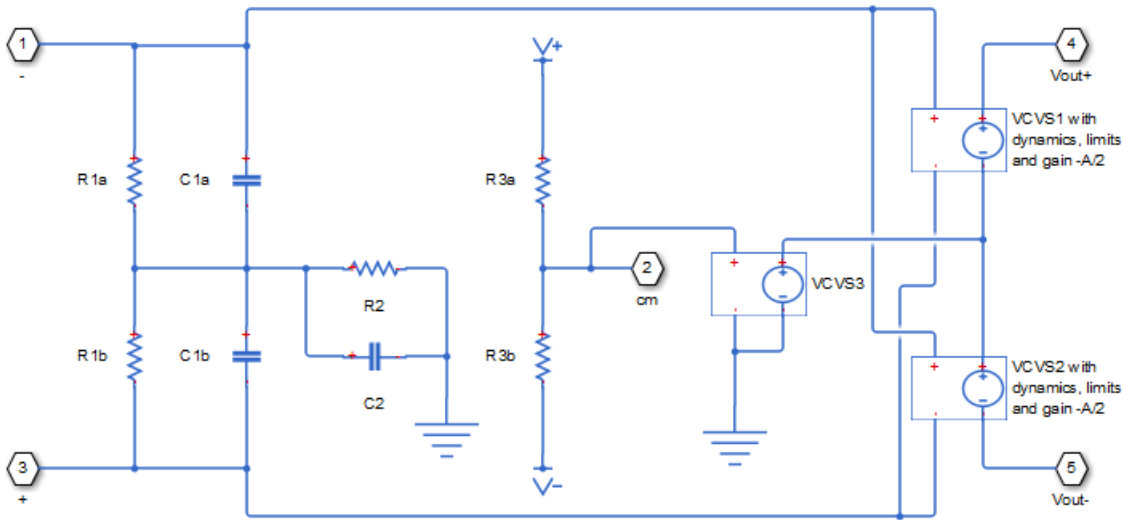 1
-
R1a
C1a
R1b
C1b
3
+
R2
C2
V+
R3a
R3b
V-
2
cm
VCVS3
VCVS1 with
dynamics, limits
and gain -A/2
VCVS2 with
dynamics, limits
and gain -A/2
4
Vout+
5
Vout-